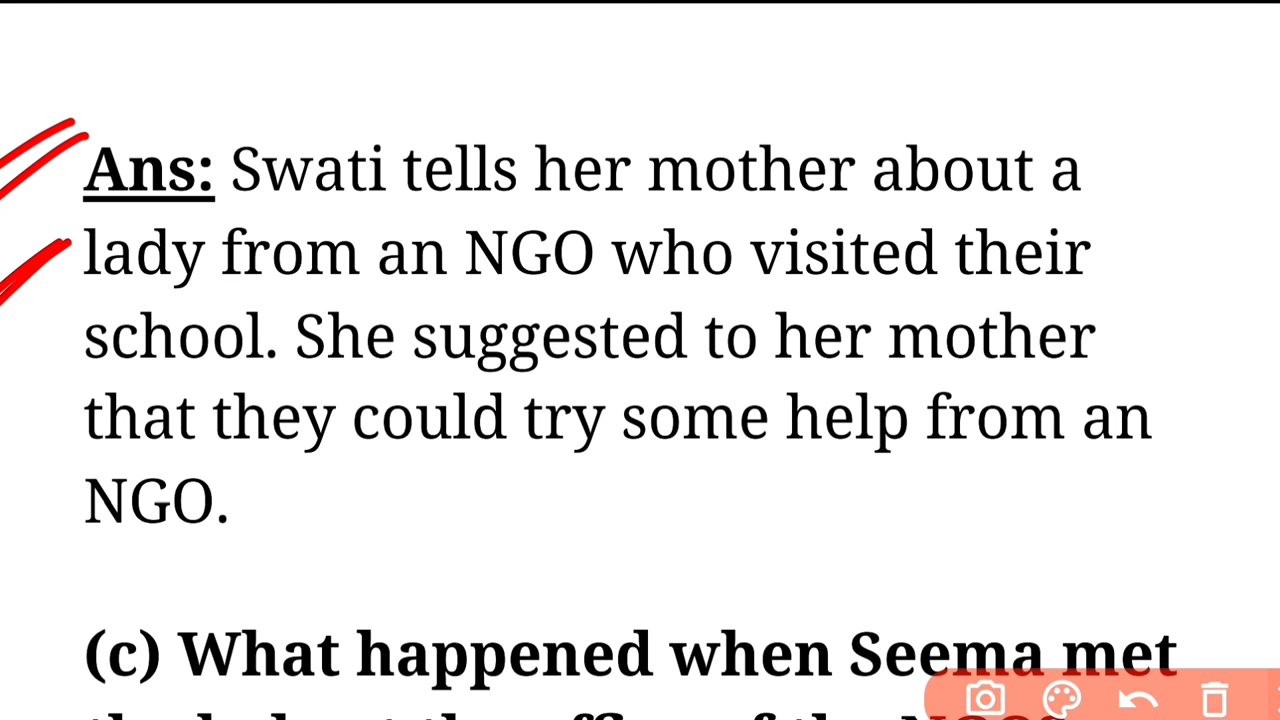 Ans: Swati tells her mother about a
lady from an NGO who visited their
school. She suggested to her mother
that they could try some help from an
NGO.
(c) What happened when Seema met